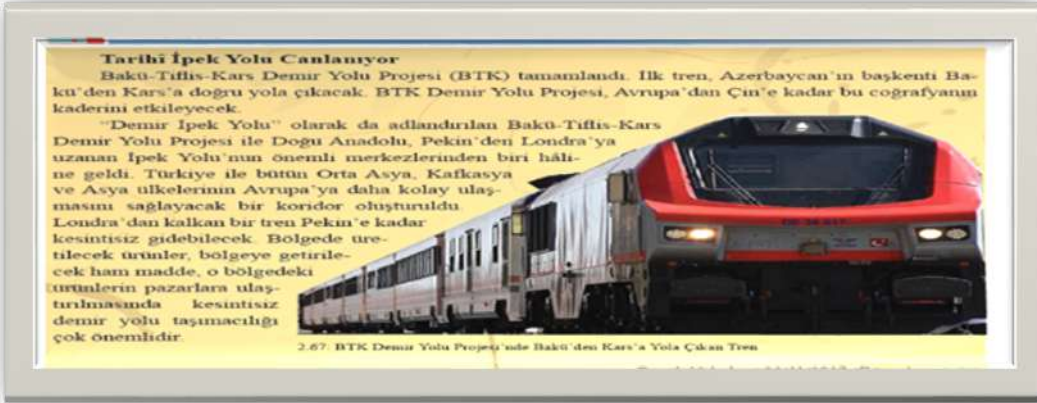 Tarihî İpek Yolu Canlanıyor
Bakü-Tiflis-Kars Demir Yolu Projesi (BTK) tamamlandı. İlk tren, Azerbaycan'ın başkenti Ba-
kü'den Kars'a doğru yola çıkacak. BTK Demir Yolu Projesi, Avrupa'dan Çin'e kadar bu coğrafyanın
kaderini etkileyecek.
"Demir İpek Yolu" olarak da adlandırılan Bakü-Tiflis-Kars
Demir Yolu Projesi ile Doğu Anadolu, Pekin'den Londra'ya
uzanan İpek Yolu'nun önemli merkezlerinden biri hâli-
ne geldi. Türkiye ile bütün Orta Asya, Kafkasya
ve Asya ülkelerinin Avrupa'ya daha kolay ulaş-
masını sağlayacak bir koridor oluşturuldu.
Londra'dan kalkan bir tren Pekin'e kadar
kesintisiz gidebilecek. Bölgede üre-
tilecek ürünler, bölgeye getirile-
cek ham madde, o bölgedeki
ürünlerin pazarlara ulaş-
tırılmasında kesintisiz
demir yolu taşımacılığı
çok önemlidir.
2.67: BTK Demir Yolu Projesi'nde Bakü'den Kars'a Yola Çıkan Tren